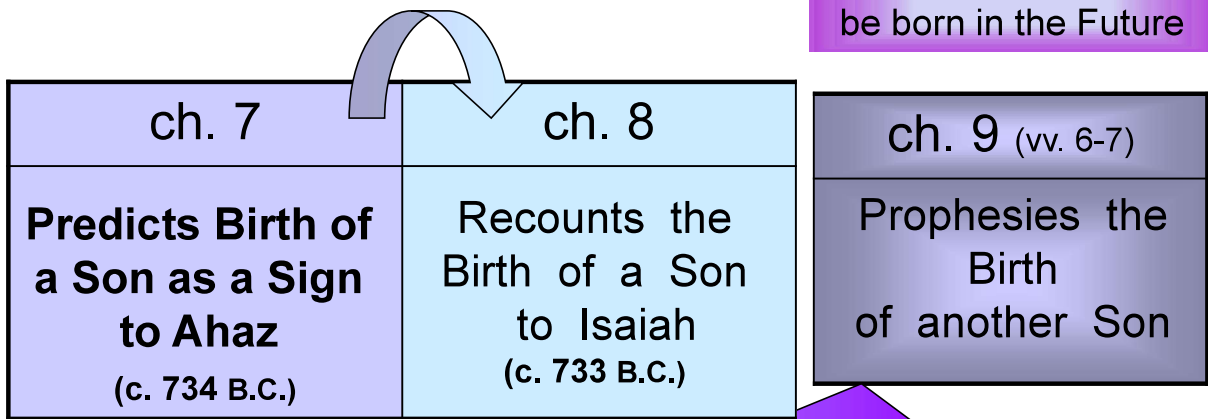 be born in the Future
ch. 7
ch. 8
ch. 9 (vv. 6-7)
Predicts Birth of
a Son as a Sign
to Ahaz
(c. 734 B.C.)
Recounts the
Birth of a Son
to Isaiah
(c. 733 B.C.)
Prophesies the
Birth
of another Son